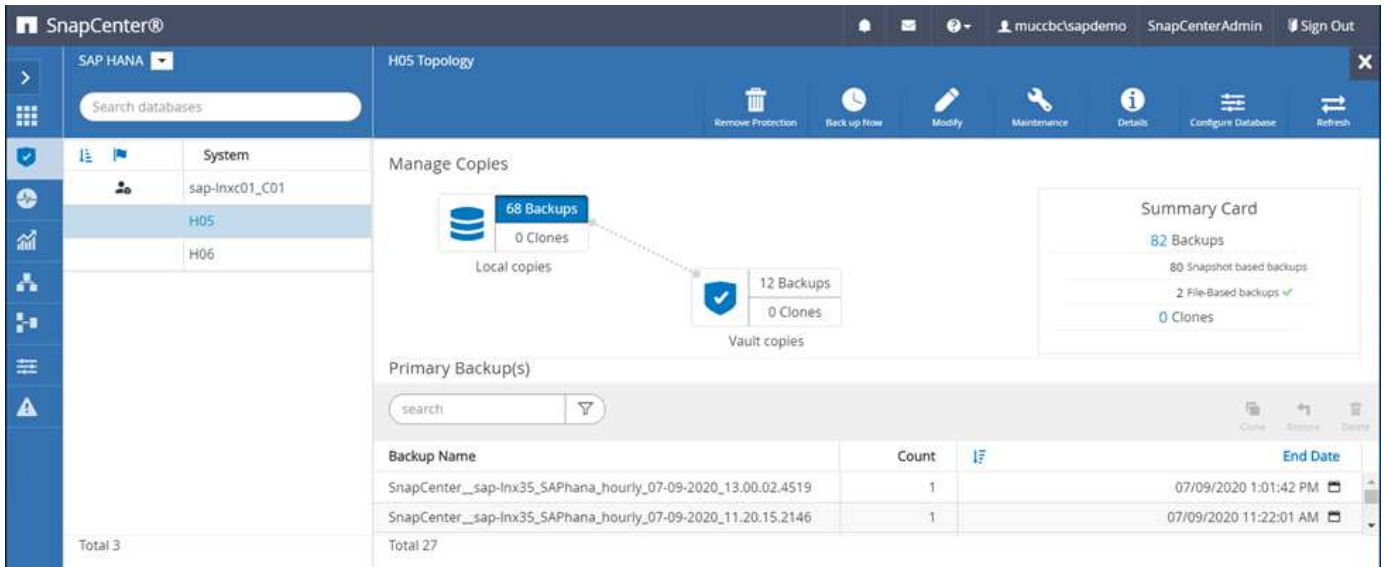 SnapCenter®
muccbc\sapdemo SnapCenterAdmin Sign Out
SAP HANA
H05 Topology
Search databases
Remove Protection Back up Now Modify Maintenance Details Configure Database Refresh
System
sap-lnxc01_C01
H05
H06
Total 3
Manage Copies
68 Backups
0 Clones
Local copies
12 Backups
0 Clones
Vault copies
Summary Card
82 Backups
80 Snapshot based backups
2 File-Based backups
0 Clones
Primary Backup(s)
search
Clone Restore Delete
Backup Name Count End Date
SnapCenter__sap-lnx35_SAPhana_hourly_07-09-2020_13.00.02.4519 1 07/09/2020 1:01:42 PM
SnapCenter__sap-lnx35_SAPhana_hourly_07-09-2020_11.20.15.2146 1 07/09/2020 11:22:01 AM
Total 27